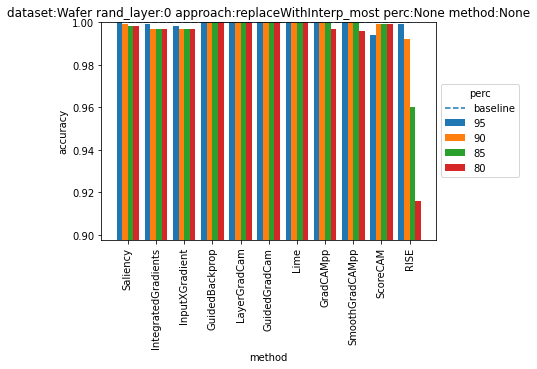 dataset:Wafer rand_layer:0 approach:replaceWithInterp_most perc:None method:None
accuracy
1.00
0.98
0.96
0.94
0.92
0.90
Saliency
IntegratedGradients
InputXGradient
GuidedBackprop
LayerGradCam
GuidedGradCam
Lime
GradCAMpp
SmoothGradCAMpp
ScoreCAM
RISE
method
perc
baseline
95
90
85
80